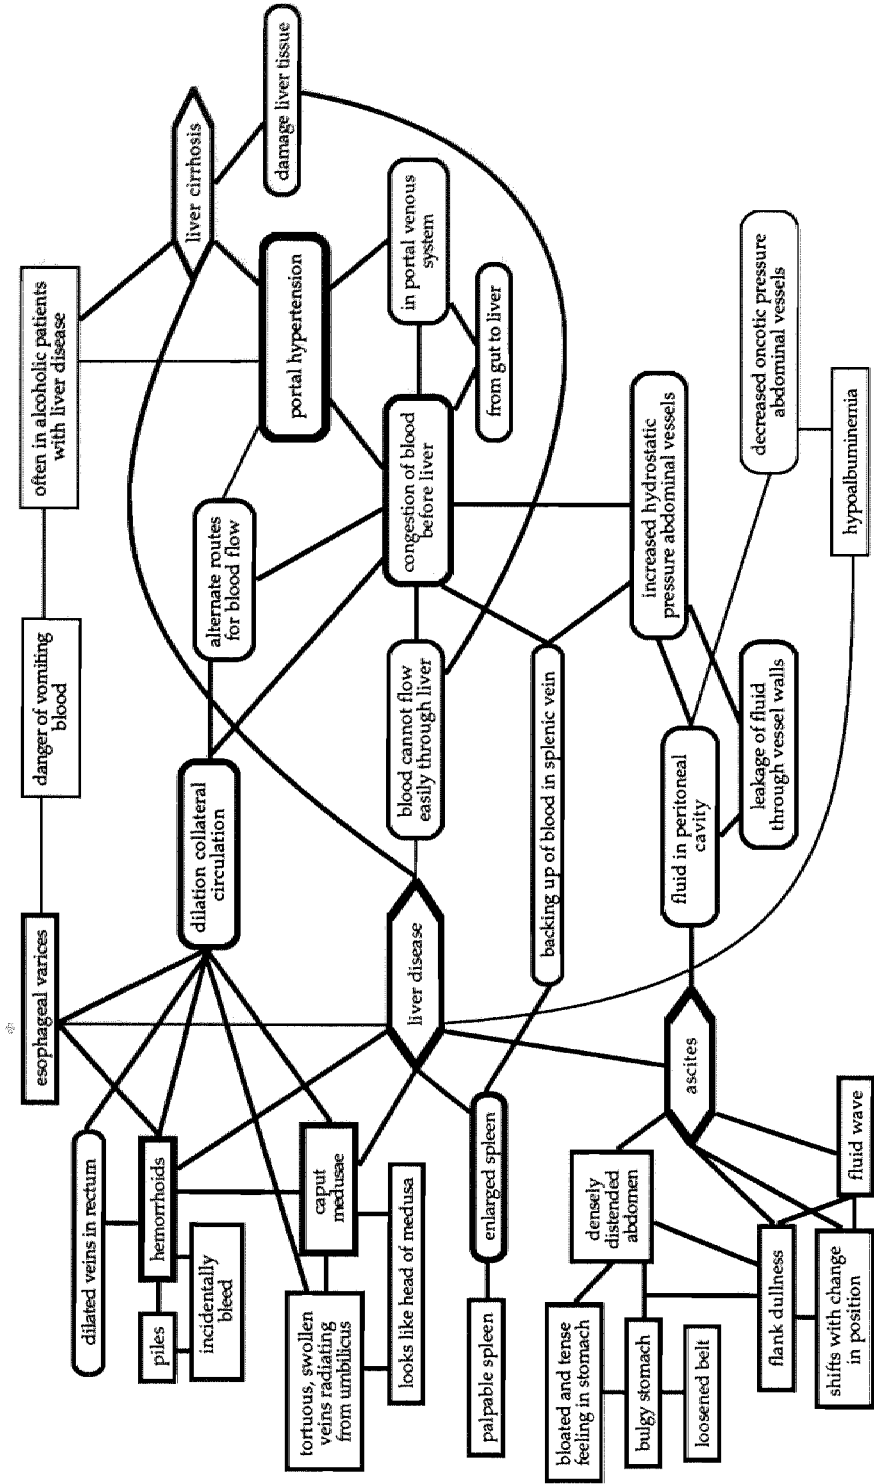 often in alcoholic patients
with liver disease
danger of vomiting
blood
esophageal varices
liver cirrhosis
damage liver tissue
portal hypertension
alternate routes
for blood flow
dilation collateral
circulation
dilated veins in rectum
hemorrhoids
piles
incidentally
bleed
in portal venous
system
from gut to liver
congestion of blood
before liver
blood cannot flow
easily through liver
liver disease
caput
medusae
tortuous, swollen
veins radiating
from umbilicus
looks like head of medusa
backing up of blood in splenic vein
enlarged spleen
palpable spleen
increased hydrostatic
pressure abdominal vessels
decreased oncotic pressure
abdominal vessels
hypoalbuminemia
fluid in peritoneal
cavity
leakage of fluid
through vessel walls
ascites
densely
distended
abdomen
bloated and tense
feeling in stomach
bulgy stomach
loosened belt
fluid wave
flank dullness
shifts with change
in position